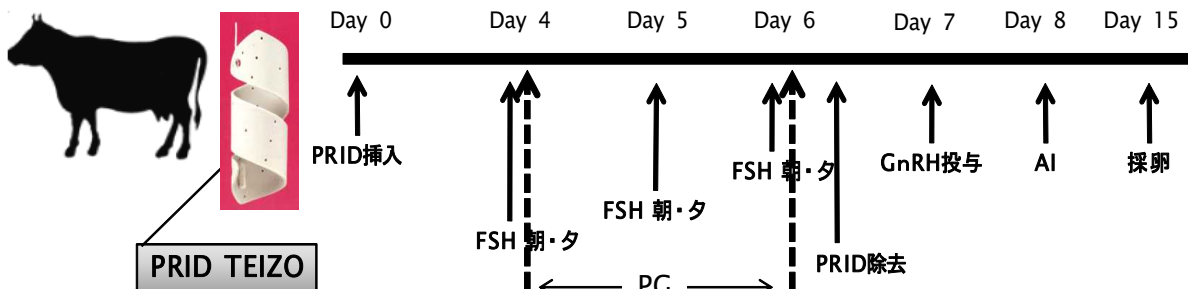 Day 0 Day 4 Day 5 Day 6 Day 7 Day 8 Day 15
PRID挿入
GnRH投与
AI
採卵
FSH 朝・夕
FSH 朝・夕
FSH 朝・夕
PRID除去
PRID TEIZO
PG